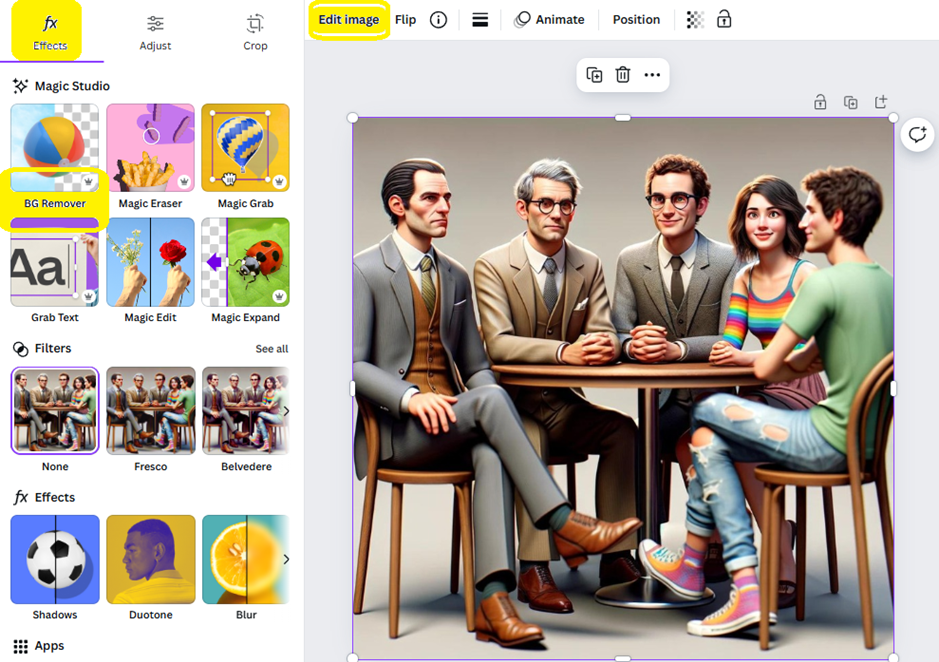 Effects
Adjust
Crop
Edit image
Flip
Animate
Position
Magic Studio
BG Remover
Magic Eraser
Magic Grab
Aa
Grab Text
Magic Edit
Magic Expand
Filters
See all
None
Fresco
Belvedere
fx Effects
Shadows
Duotone
Blur
Apps